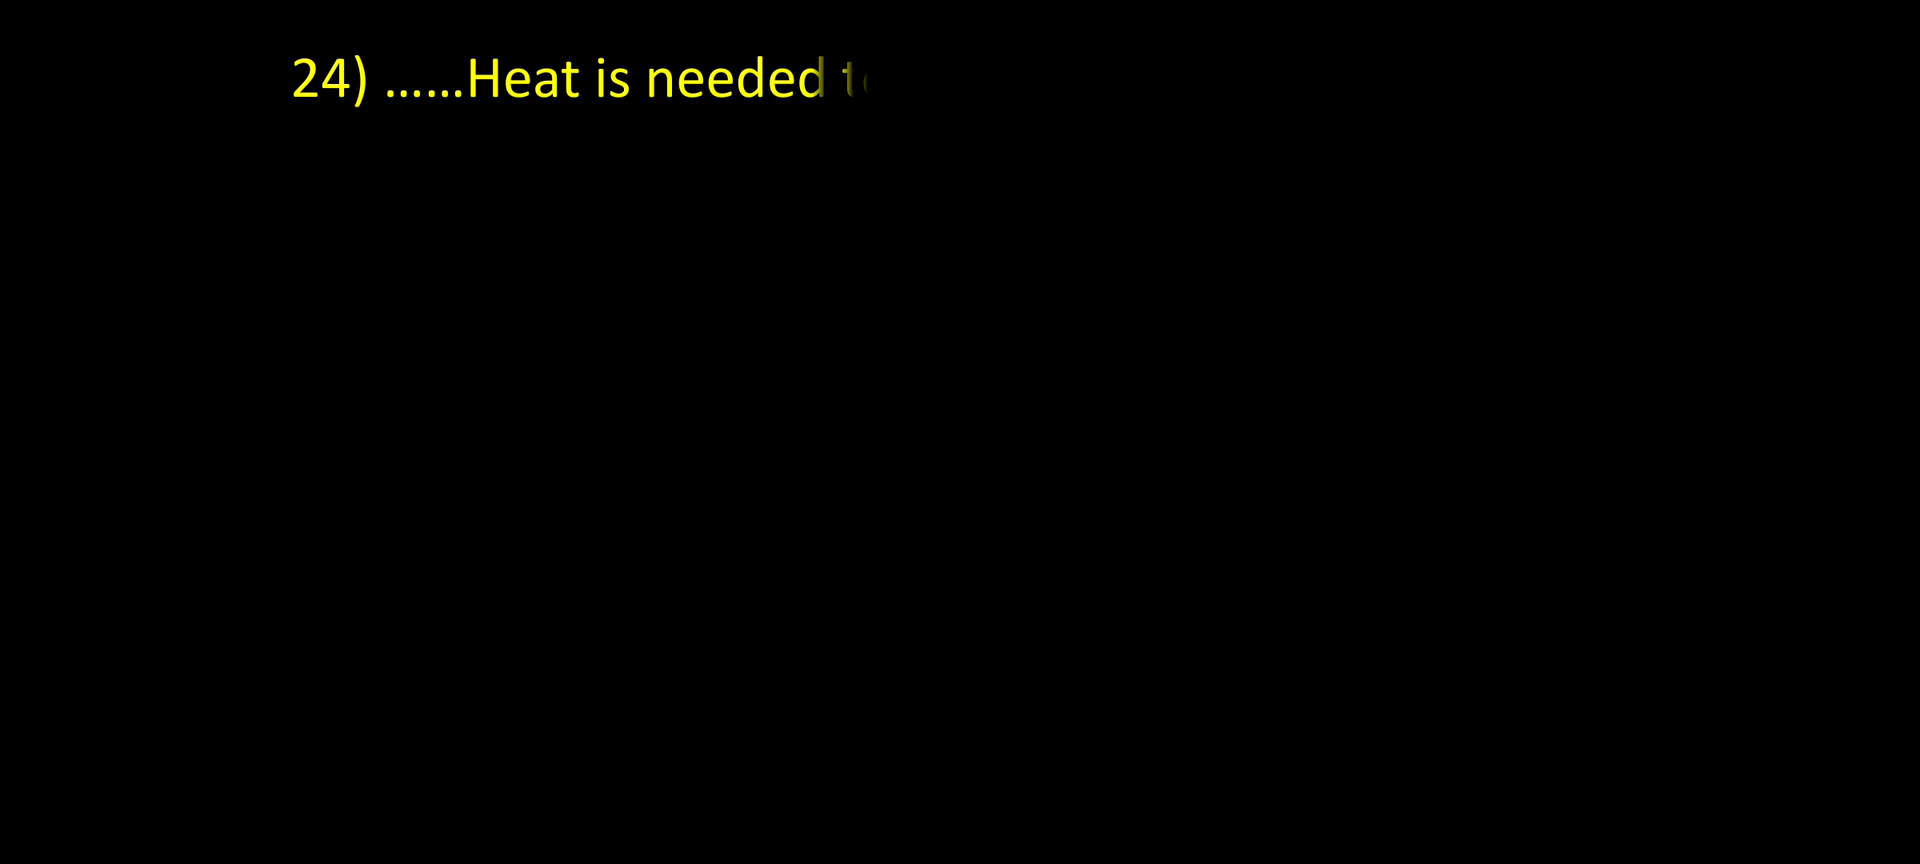 24) ......Heat is needed